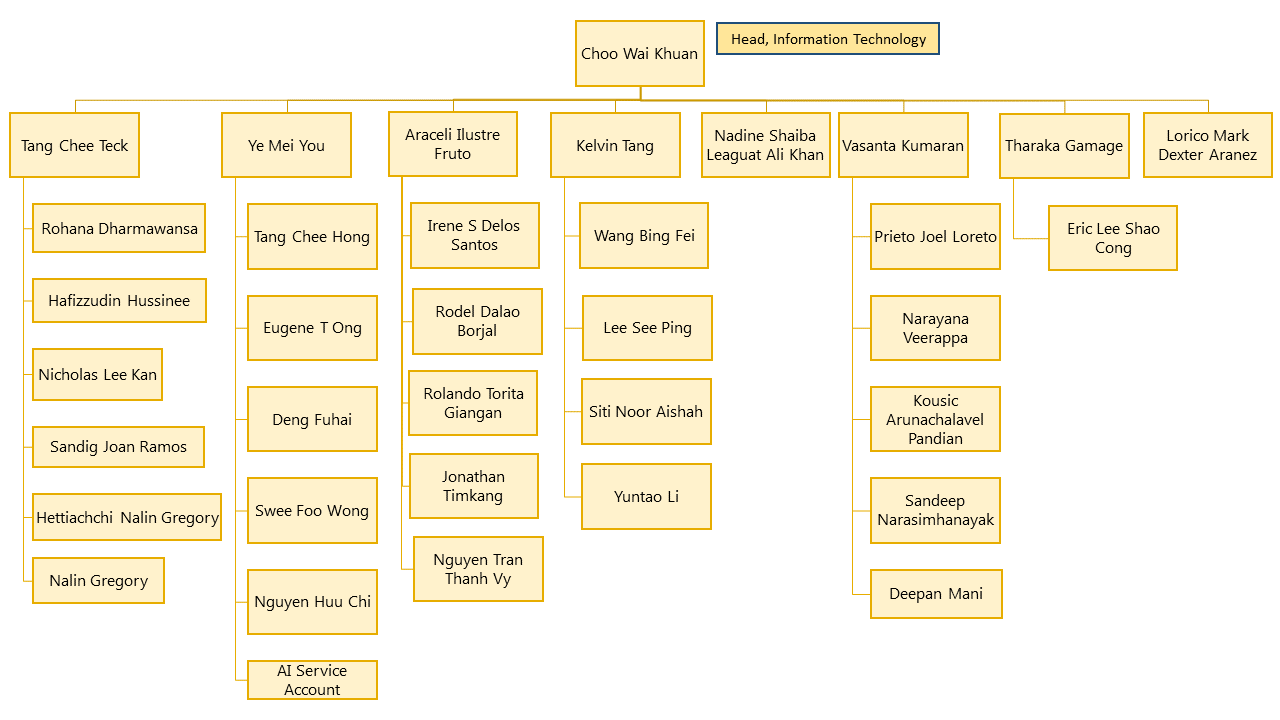 Choo Wai Khuan
Head, Information Technology
Tang Chee Teck
Ye Mei You
Araceli Ilustre
Fruto
Kelvin Tang
Nadine Shaiba
Leaguat Ali Khan
Vasanta Kumaran
Tharaka Gamage
Lorico Mark
Dexter Aranez
Rohana Dharmawansa
Hafizzudin Hussinee
Nicholas Lee Kan
Sandig Joan Ramos
Hettiachchi Nalin Gregory
Nalin Gregory
Tang Chee Hong
Eugene T Ong
Deng Fuhai
Swee Foo Wong
Nguyen Huu Chi
AI Service
Account
Irene S Delos
Santos
Rodel Dalao
Borjal
Rolando Torita
Giangan
Jonathan
Timkang
Nguyen Tran
Thanh Vy
Wang Bing Fei
Lee See Ping
Siti Noor Aishah
Yuntao Li
Prieto Joel Loreto
Narayana
Veerappa
Kousic
Arunachalavel
Pandian
Sandeep
Narasimhanayak
Deepan Mani
Eric Lee Shao
Cong